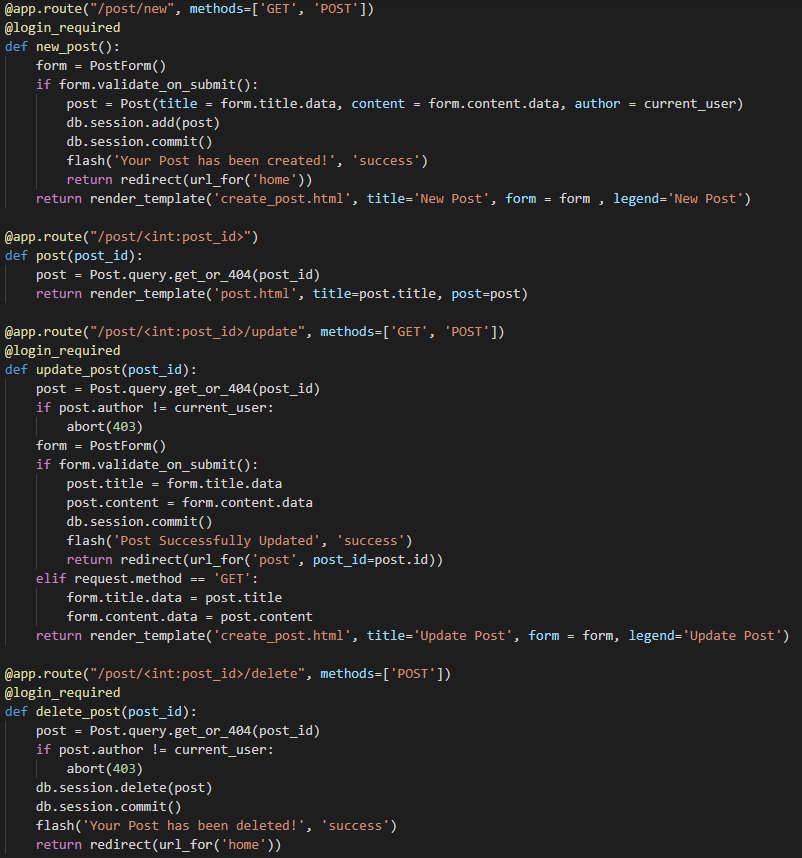 @app.route("/post/new", methods=['GET', 'POST'])
@login_required
def new_post():
    form = PostForm()
    if form.validate_on_submit():
        post = Post(title = form.title.data, content = form.content.data, author = current_user)
        db.session.add(post)
        db.session.commit()
        flash('Your Post has been created!', 'success')
        return redirect(url_for('home'))
    return render_template('create_post.html', title='New Post', form = form , legend='New Post')

@app.route("/post/<int:post_id>")
def post(post_id):
    post = Post.query.get_or_404(post_id)
    return render_template('post.html', title=post.title, post=post)

@app.route("/post/<int:post_id>/update", methods=['GET', 'POST'])
@login_required
def update_post(post_id):
    post = Post.query.get_or_404(post_id)
    if post.author != current_user:
        abort(403)
    form = PostForm()
    if form.validate_on_submit():
        post.title = form.title.data
        post.content = form.content.data
        db.session.commit()
        flash('Post Successfully Updated', 'success')
        return redirect(url_for('post', post_id=post.id))
    elif request.method == 'GET':
        form.title.data = post.title
        form.content.data = post.content
    return render_template('create_post.html', title='Update Post', form = form, legend='Update Post')

@app.route("/post/<int:post_id>/delete", methods=['POST'])
@login_required
def delete_post(post_id):
    post = Post.query.get_or_404(post_id)
    if post.author != current_user:
        abort(403)
    db.session.delete(post)
    db.session.commit()
    flash('Your Post has been deleted!', 'success')
    return redirect(url_for('home'))